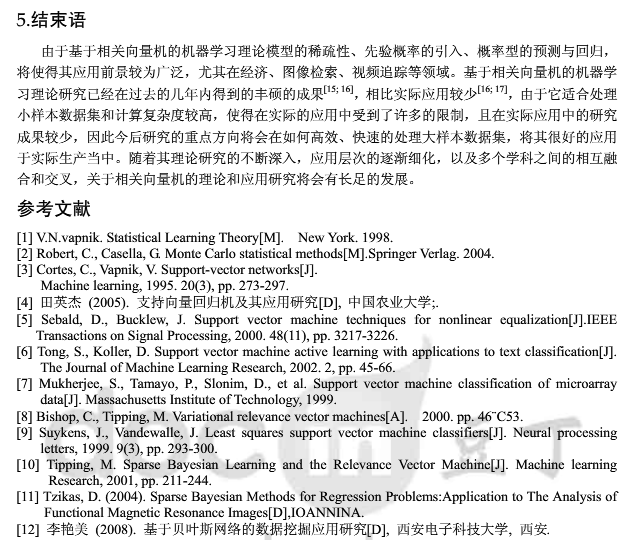 5.结束语
由于基于相关向量机的机器学习理论模型的稀疏性、先验概率的引入、概率型的预测与回归，
将使得其应用前景较为广泛，尤其在经济、图像检索、视频追踪等领域。基于相关向量机的机器学
习理论研究已经在过去的几年内得到的丰硕的成果[15; 16]，相比实际应用较少[16; 17]，由于它适合处理
小样本数据集和计算复杂度较高，使得在实际的应用中受到了许多的限制，且在实际应用中的研究
成果较少，因此今后研究的重点方向将会在如何高效、快速的处理大样本数据集，将其很好的应用
于实际生产当中。随着其理论研究的不断深入，应用层次的逐渐细化，以及多个学科之间的相互融
合和交叉，关于相关向量机的理论和应用研究将会有长足的发展。
参考文献
[1] V.N.vapnik. Statistical Learning Theory[M]. New York. 1998.
[2] Robert, C., Casella, G. Monte Carlo statistical methods[M].Springer Verlag. 2004.
[3] Cortes, C., Vapnik, V. Support-vector networks[J].
Machine learning, 1995. 20(3), pp. 273-297.
[4] 田英杰 (2005). 支持向量回归机及其应用研究[D], 中国农业大学;.
[5] Sebald, D., Bucklew, J. Support vector machine techniques for nonlinear equalization[J].IEEE
Transactions on Signal Processing, 2000. 48(11), pp. 3217-3226.
[6] Tong, S., Koller, D. Support vector machine active learning with applications to text classification[J].
The Journal of Machine Learning Research, 2002. 2, pp. 45-66.
[7] Mukherjee, S., Tamayo, P., Slonim, D., et al. Support vector machine classification of microarray
data[J]. Massachusetts Institute of Technology, 1999.
[8] Bishop, C., Tipping, M. Variational relevance vector machines[A]. 2000. pp. 46~C53.
[9] Suykens, J., Vandewalle, J. Least squares support vector machine classifiers[J]. Neural processing
letters, 1999. 9(3), pp. 293-300.
[10] Tipping, M. Sparse Bayesian Learning and the Relevance Vector Machine[J]. Machine learning
Research, 2001, pp. 211-244.
[11] Tzikas, D. (2004). Sparse Bayesian Methods for Regression Problems:Application to The Analysis of
Functional Magnetic Resonance Images[D],IOANNINA.
[12] 李艳美 (2008). 基于贝叶斯网络的数据挖掘应用研究[D], 西安电子科技大学, 西安.